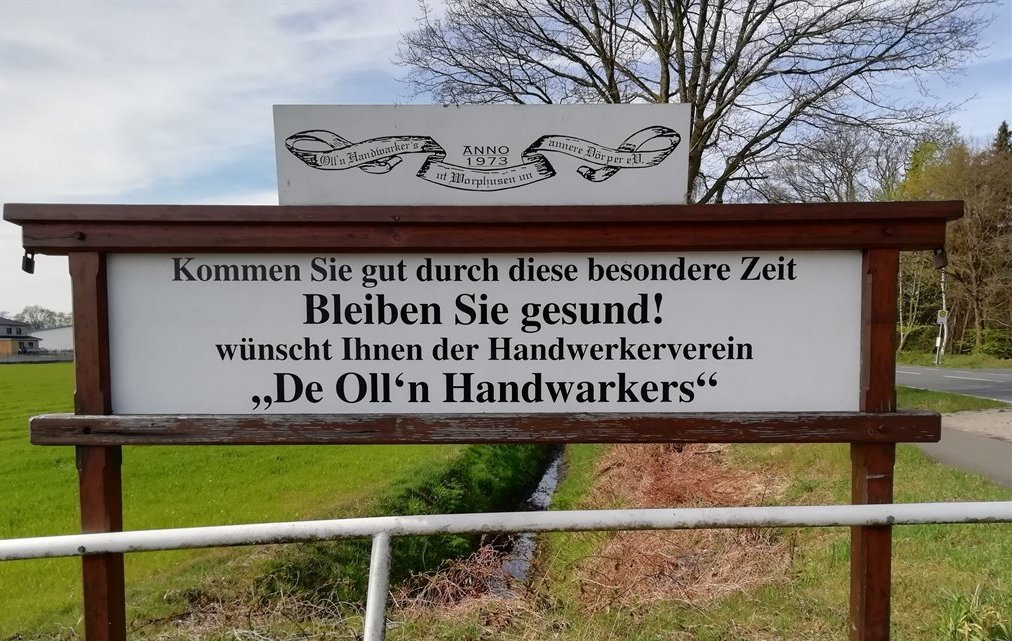 Oll'n Handwarker's
ANNO
1973
ut Worphusen un
annere Dörper eV.
Kommen Sie gut durch diese besondere Zeit
Bleiben Sie gesund!
wünscht Ihnen der Handwerkerverein
„De Oll‘n Handwarkers“